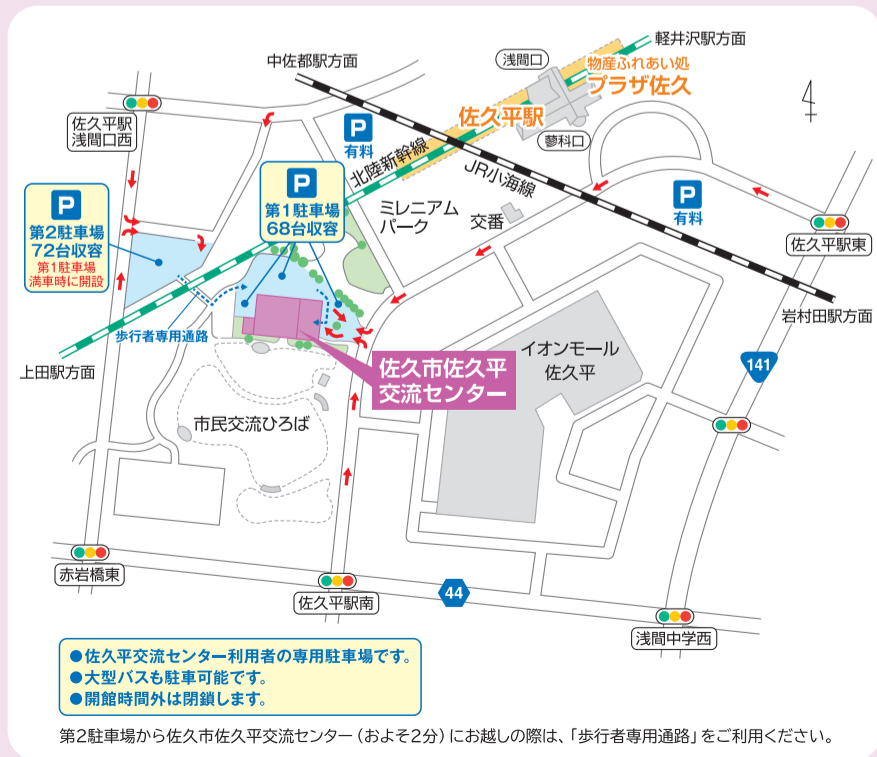 軽井沢駅方面
中佐都駅方面
浅間口
物産ふれあい処
プラザ佐久
佐久平駅
浅間口西
P
有料
佐久平駅
蓼科口
北陸新幹線
JR小海線
P
第1駐車場
68台収容
P
第2駐車場
72台収容
第1駐車場
満車時に開設
ミレニアム
パーク
交番
P
有料
佐久平駅東
岩村田駅方面
歩行者専用通路
上田駅方面
佐久市佐久平
交流センター
イオンモール
佐久平
141
市民交流ひろば
赤岩橋東
佐久平駅南
44
浅間中学西
●佐久平交流センター利用者の専用駐車場です。
●大型バスも駐車可能です。
●開館時間外は閉鎖します。
第2駐車場から佐久市佐久平交流センター(およそ2分)にお越しの際は、「歩行者専用通路」をご利用ください。